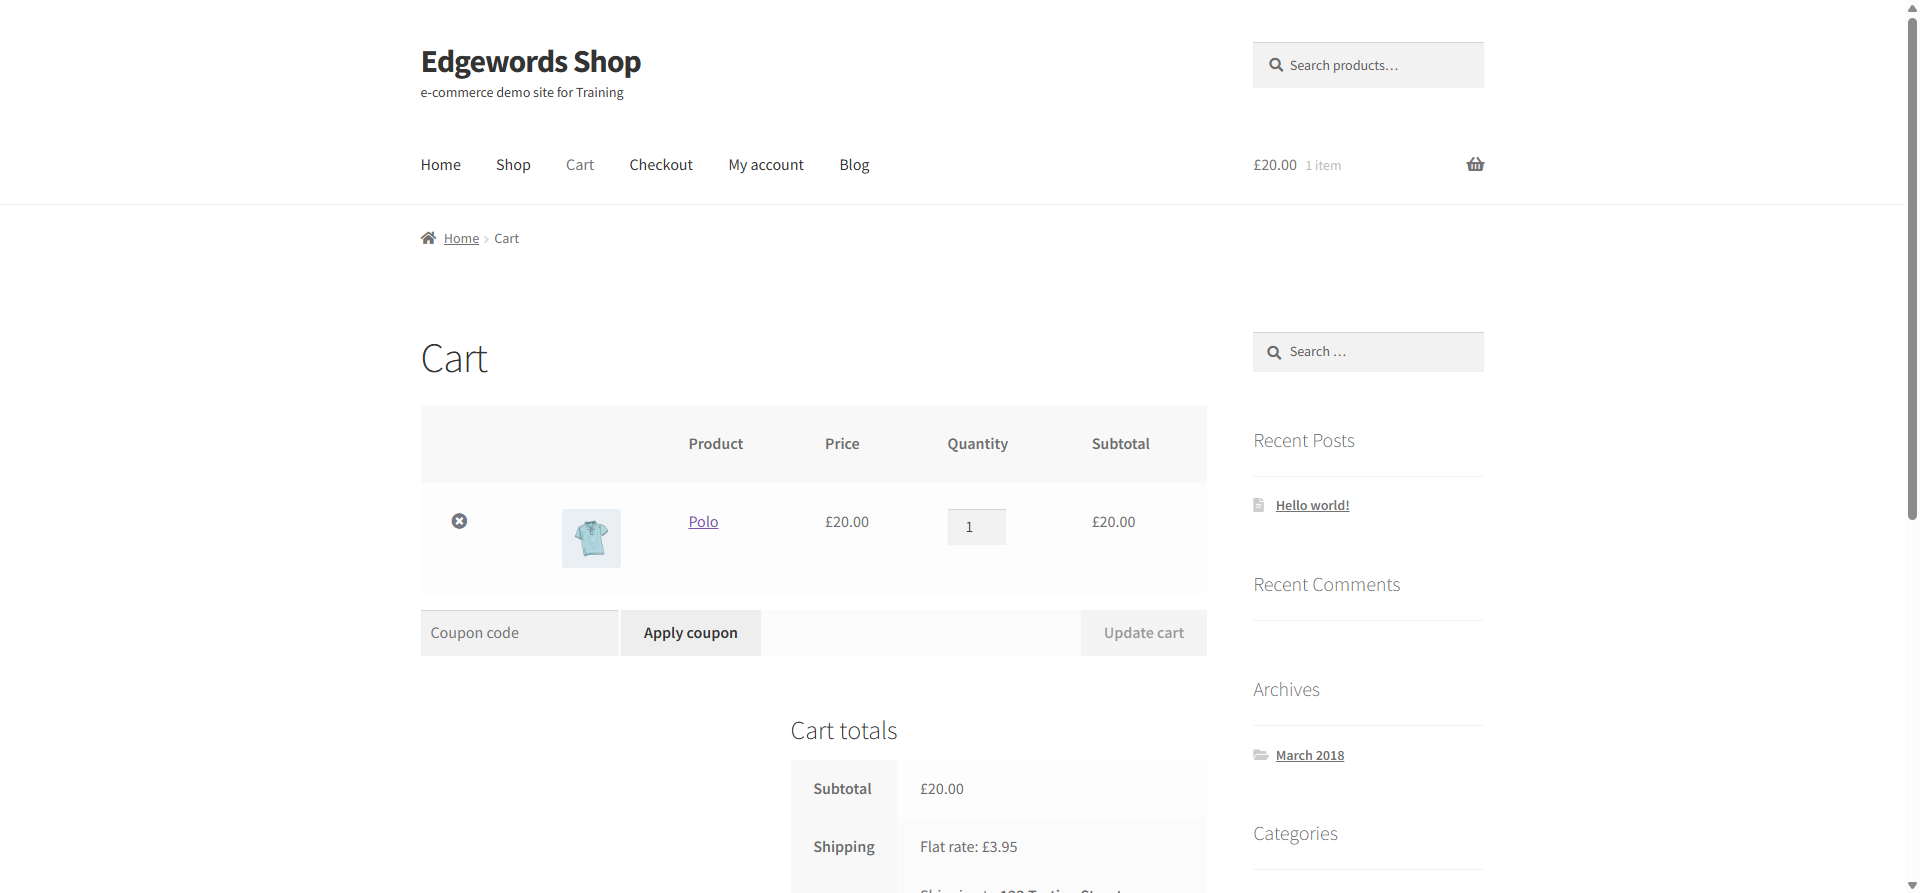 Edgewords Shop
e-commerce demo site for Training
Search products…
Home Shop Cart Checkout My account Blog
£20.00 1 item
Home Cart
Cart
Product Price Quantity Subtotal
Polo £20.00 1 £20.00
Coupon code Apply coupon Update cart
Cart totals
Subtotal £20.00
Shipping Flat rate: £3.95
Search …
Recent Posts
Hello world!
Recent Comments
Archives
March 2018
Categories